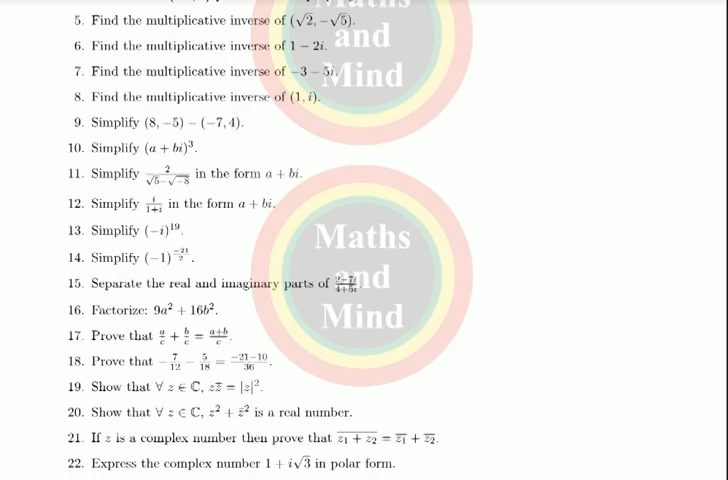 Maths
5. Find the multiplicative inverse of (√2, −√5).
and
6. Find the multiplicative inverse of 1 − 2i.
Mind
7. Find the multiplicative inverse of −3 − 5i.
8. Find the multiplicative inverse of (1, i).
9. Simplify (8, −5) − (−7, 4).
10. Simplify (a + bi)³.
11. Simplify 2/(√5−√−8) in the form a + bi.
12. Simplify i/(1+i) in the form a + bi.
13. Simplify (−i)¹⁹.
14. Simplify (−1)^(−21/2).
Maths
15. Separate the real and imaginary parts of (2−7i)/(4+5i).
and
16. Factorize: 9a² + 16b².
Mind
17. Prove that a/c + b/c = (a+b)/c.
18. Prove that −7/12 − 5/18 = (−21−10)/36.
19. Show that ∀ z ∈ ℂ, zz̄ = |z|².
20. Show that ∀ z ∈ ℂ, z² + z̄² is a real number.
21. If z is a complex number then prove that \overline{z₁ + z₂} = \overline{z₁} + \overline{z₂}.
22. Express the complex number 1 + i√3 in polar form.